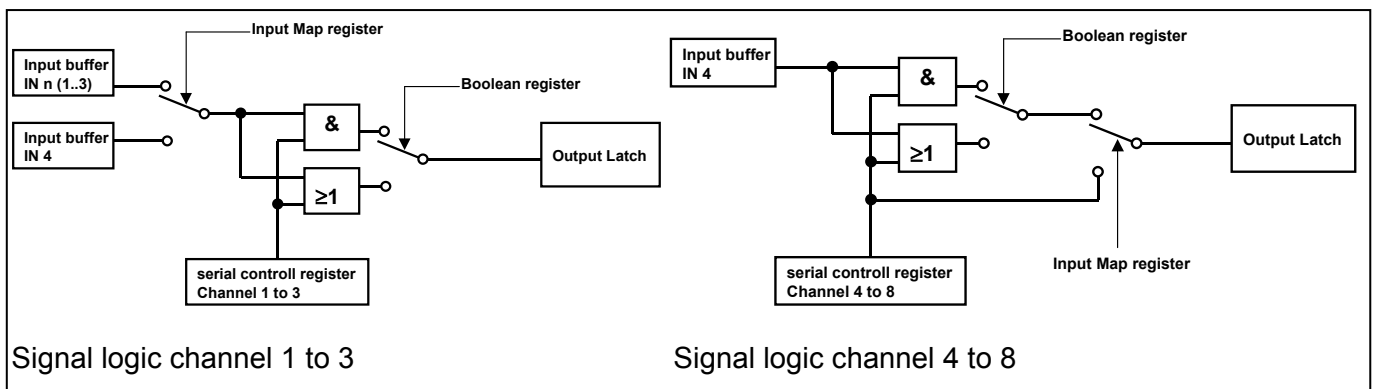 Input Map register
Input buffer
IN n (1..3)
Input buffer
IN 4
Boolean register
&
≥1
Output Latch
serial controll register
Channel 1 to 3
Signal logic channel 1 to 3
Input buffer
IN 4
Boolean register
&
≥1
Output Latch
Input Map register
serial controll register
Channel 4 to 8
Signal logic channel 4 to 8